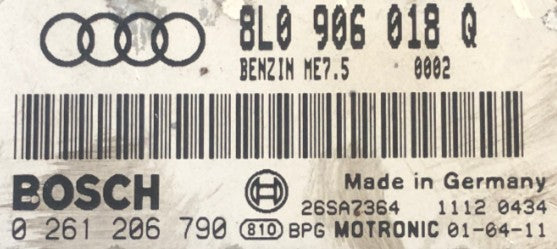 8L0 906 018 Q
BENZIN ME7.5 0002
BOSCH
Made in Germany
26SA7364 1112 0434
0 261 206 790 810 BPG MOTRONIC 01-04-11